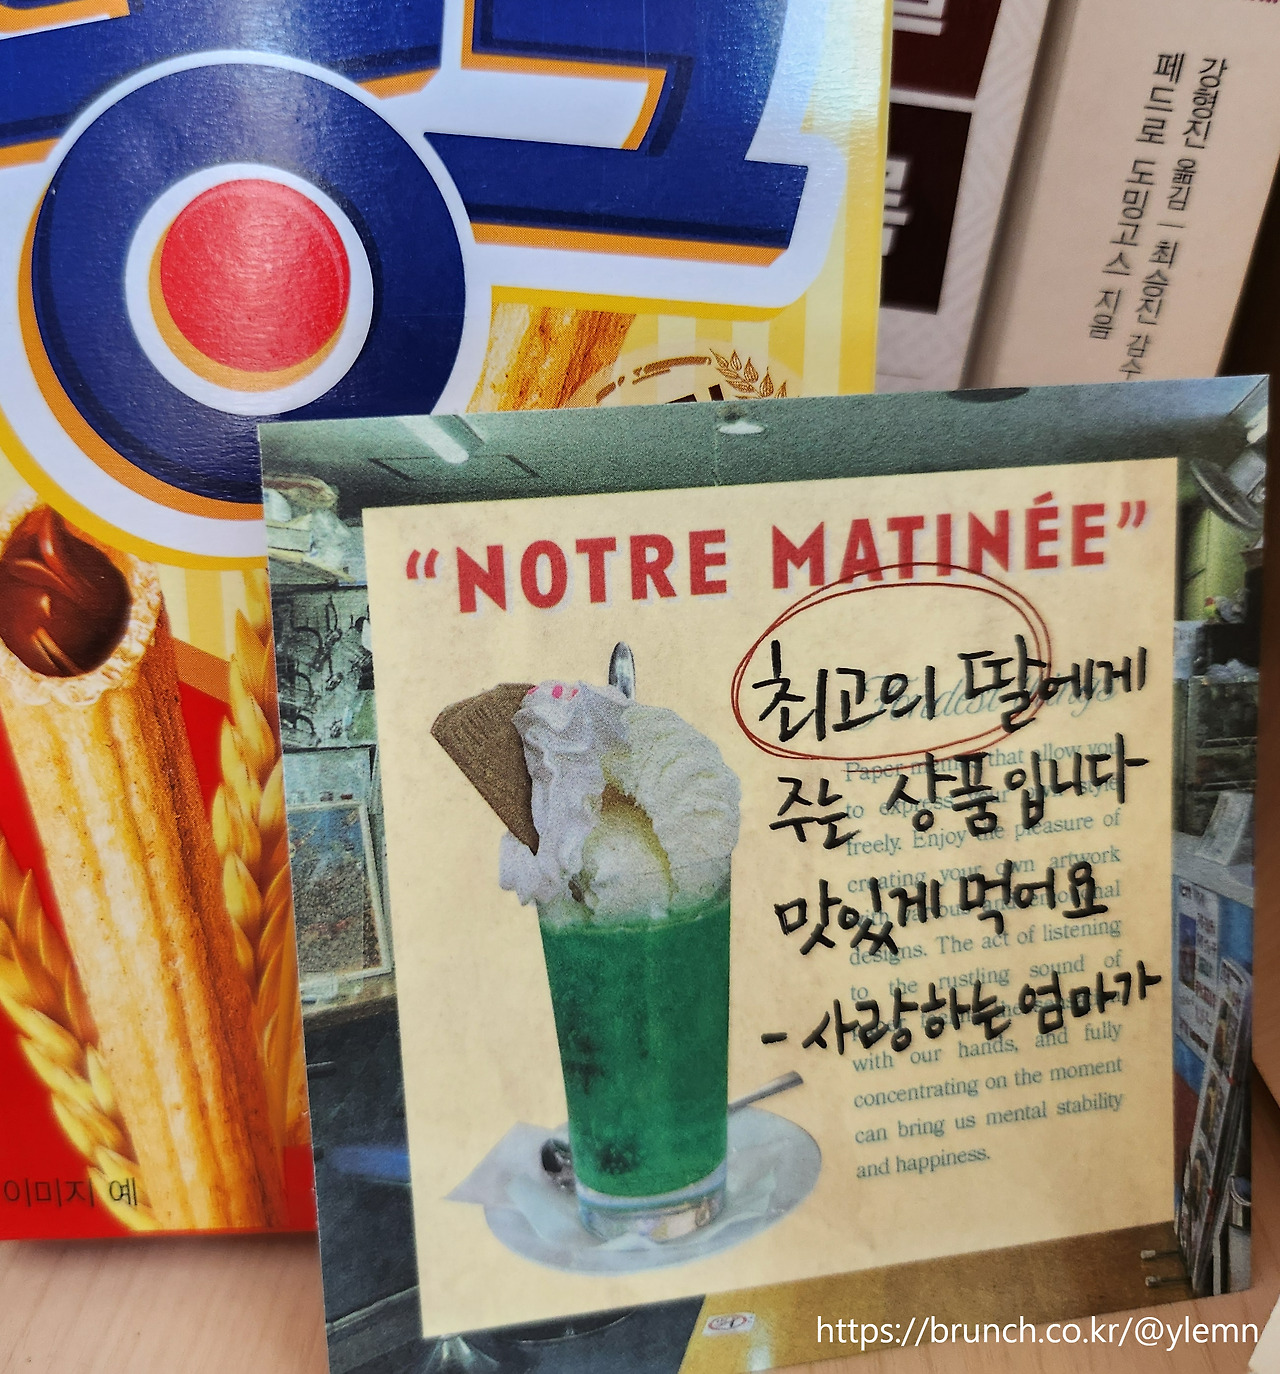 강형진 옮김 | 최승진 감수
페드로 도밍고스 지음
"NOTRE MATINÉE"
최고의 딸에게
주는 상품입니다
맛있게 먹어요
- 사랑하는 엄마가
Paper that allow you
to express style
freely. Enjoy the pleasure of
creating your own artwork
designs. The act of listening
to the rustling sound of
with our hands, and fully
concentrating on the moment
can bring us mental stability
and happiness.
이미지 예
https://brunch.co.kr/@ylemn